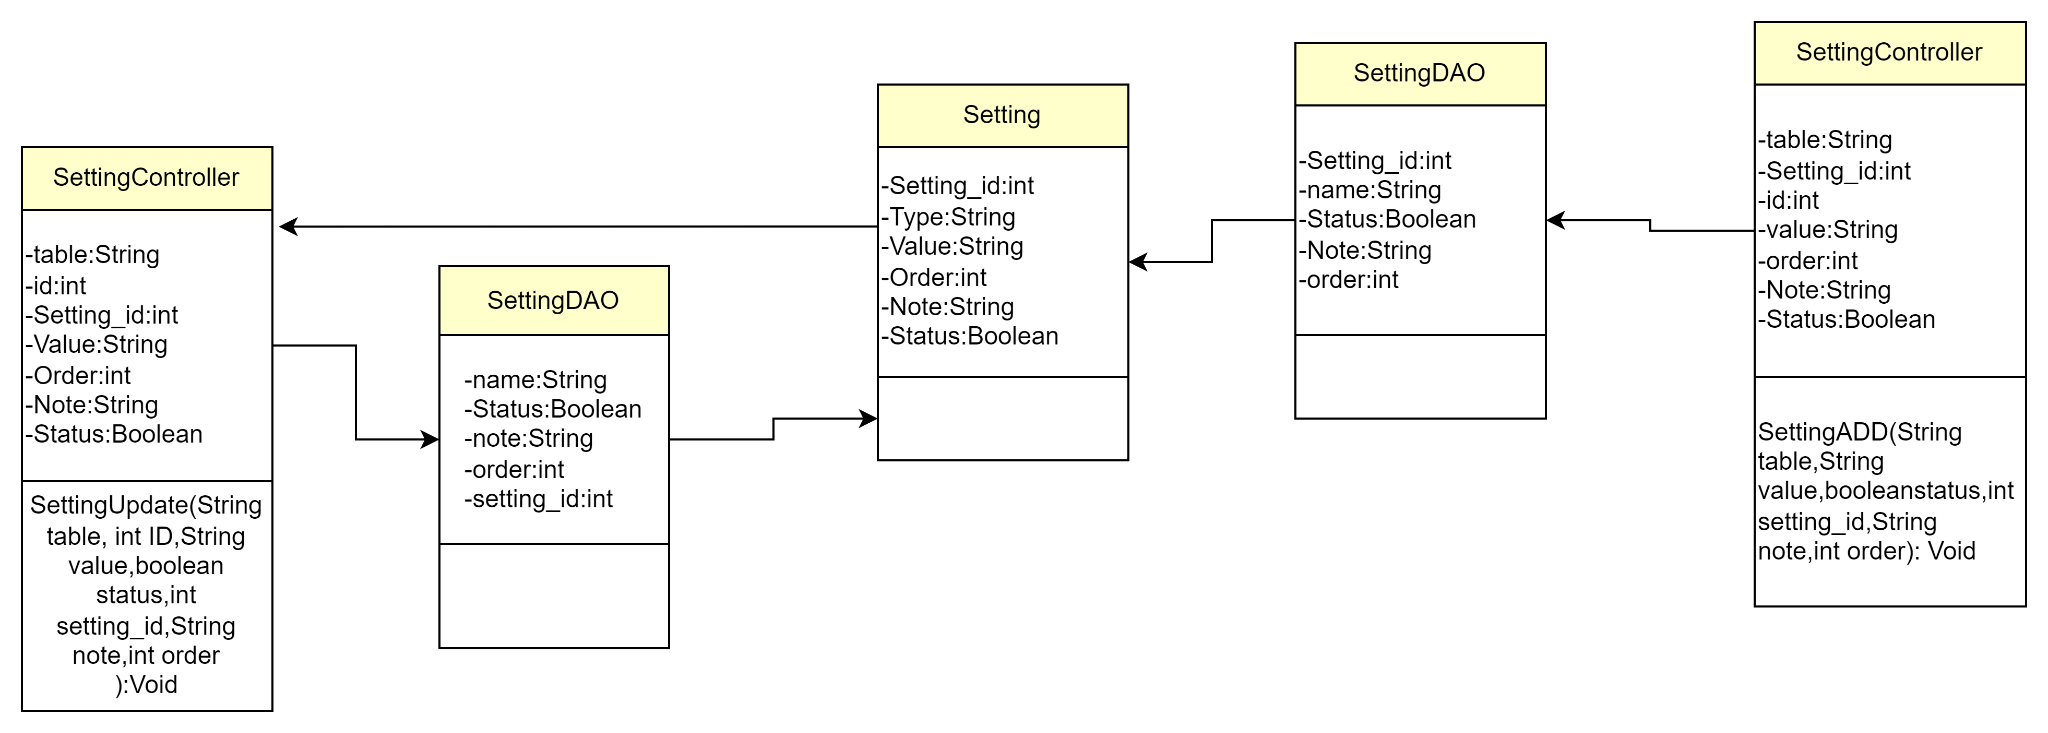 SettingController
-table:String
-id:int
-Setting_id:int
-Value:String
-Order:int
-Note:String
-Status:Boolean
SettingUpdate(String
table, int ID,String
value,boolean
status,int
setting_id,String
note,int order
):Void
SettingDAO
-name:String
-Status:Boolean
-note:String
-order:int
-setting_id:int
Setting
-Setting_id:int
-Type:String
-Value:String
-Order:int
-Note:String
-Status:Boolean
SettingDAO
-Setting_id:int
-name:String
-Status:Boolean
-Note:String
-order:int
SettingController
-table:String
-Setting_id:int
-id:int
-value:String
-order:int
-Note:String
-Status:Boolean
SettingADD(String
table,String
value,booleanstatus,int
setting_id,String
note,int order): Void